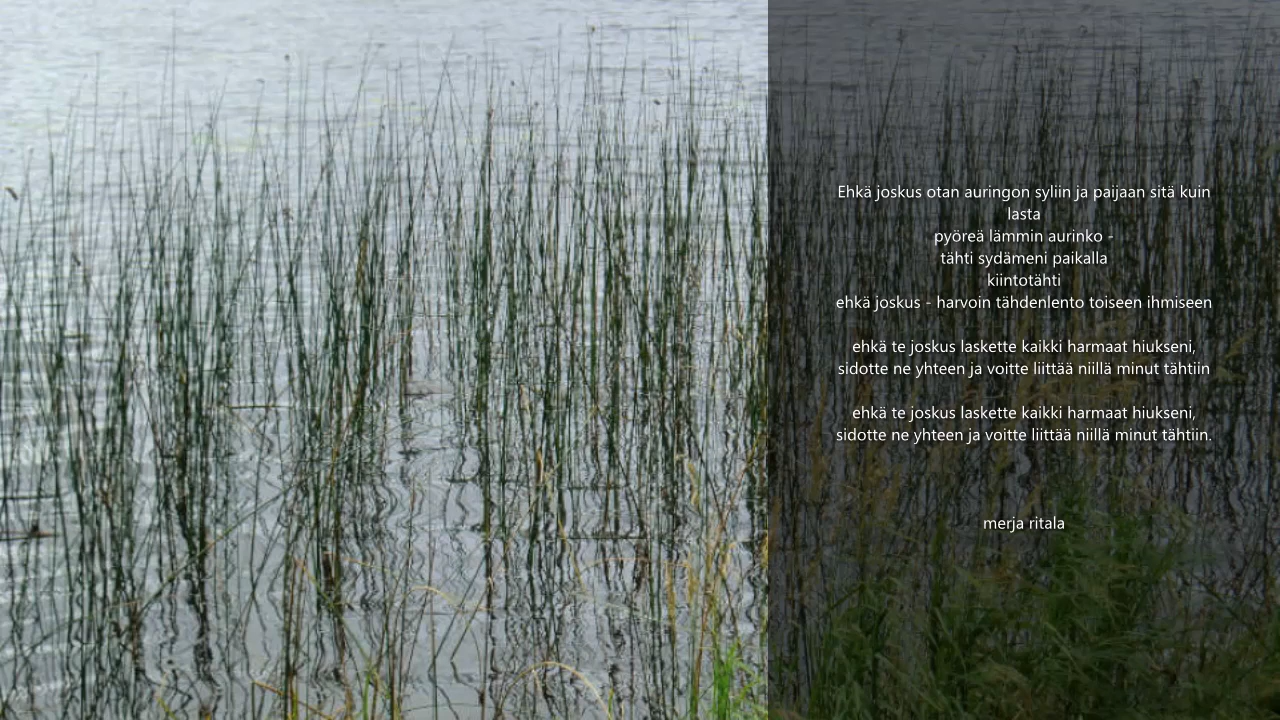 Ehkä joskus otan auringon syliin ja paijaan sitä kuin
lasta
pyöreä lämmin aurinko -
tähti sydämeni paikalla
kiintotähti
ehkä joskus - harvoin tähdenlento toiseen ihmiseen
ehkä te joskus laskette kaikki harmaat hiukseni,
sidotte ne yhteen ja voitte liittää niillä minut tähtiin
ehkä te joskus laskette kaikki harmaat hiukseni,
sidotte ne yhteen ja voitte liittää niillä minut tähtiin.
merja ritala